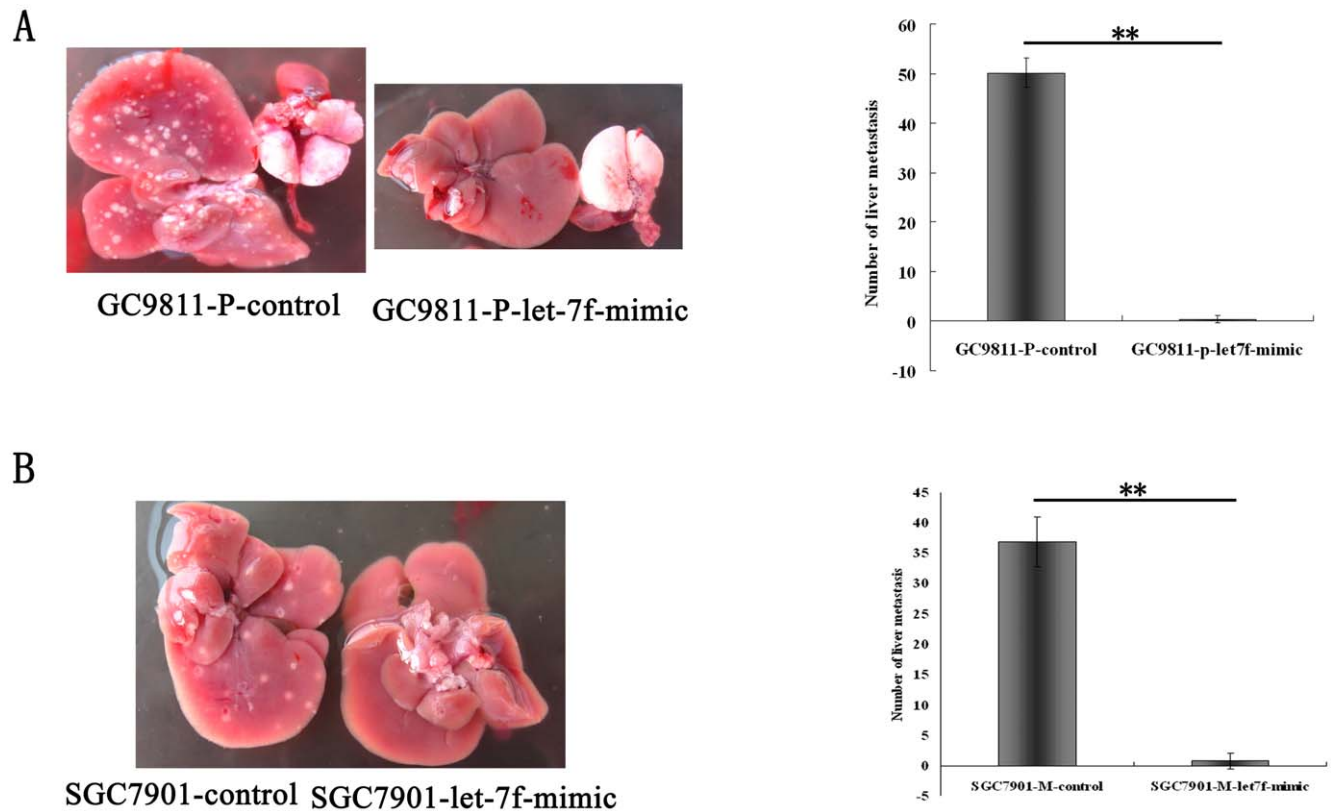 A
GC9811-P-control
GC9811-P-let-7f-mimic
Number of liver metastasis
60
50
40
30
20
10
0
-10
**
GC9811-P-control
GC9811-p-let7f-mimic
B
SGC7901-control
SGC7901-let-7f-mimic
Number of liver metastasis
45
40
35
30
25
20
15
10
5
0
-5
**
SGC7901-M-control
SGC7901-M-let7f-mimic